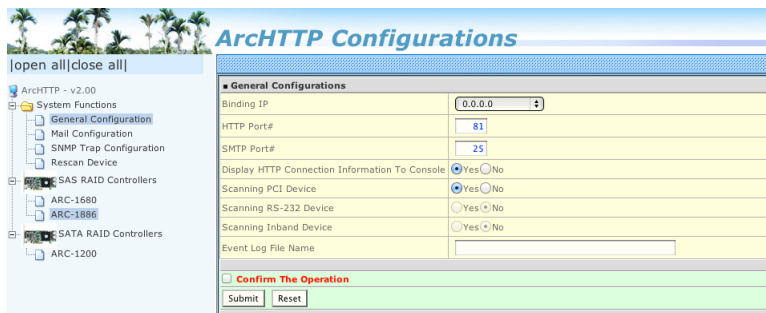 ArcHTTP Configurations
|open all|close all|
ArcHTTP - v2.00
System Functions
General Configuration
Mail Configuration
SNMP Trap Configuration
Rescan Device
SAS RAID Controllers
ARC-1680
ARC-1886
SATA RAID Controllers
ARC-1200
General Configurations
Binding IP 0.0.0.0
HTTP Port# 81
SMTP Port# 25
Display HTTP Connection Information To Console Yes No
Scanning PCI Device Yes No
Scanning RS-232 Device Yes No
Scanning Inband Device Yes No
Event Log File Name
Confirm The Operation
Submit Reset